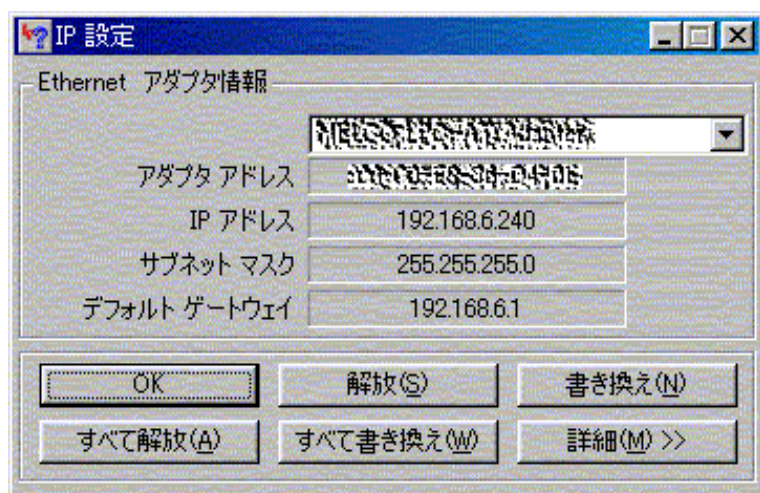 IP 設定
Ethernet アダプタ情報
アダプタ アドレス
IP アドレス 192.168.6.240
サブネット マスク 255.255.255.0
デフォルト ゲートウェイ 192.168.6.1
OK 解放(S) 書き換え(N)
すべて解放(A) すべて書き換え(W) 詳細(M) >>